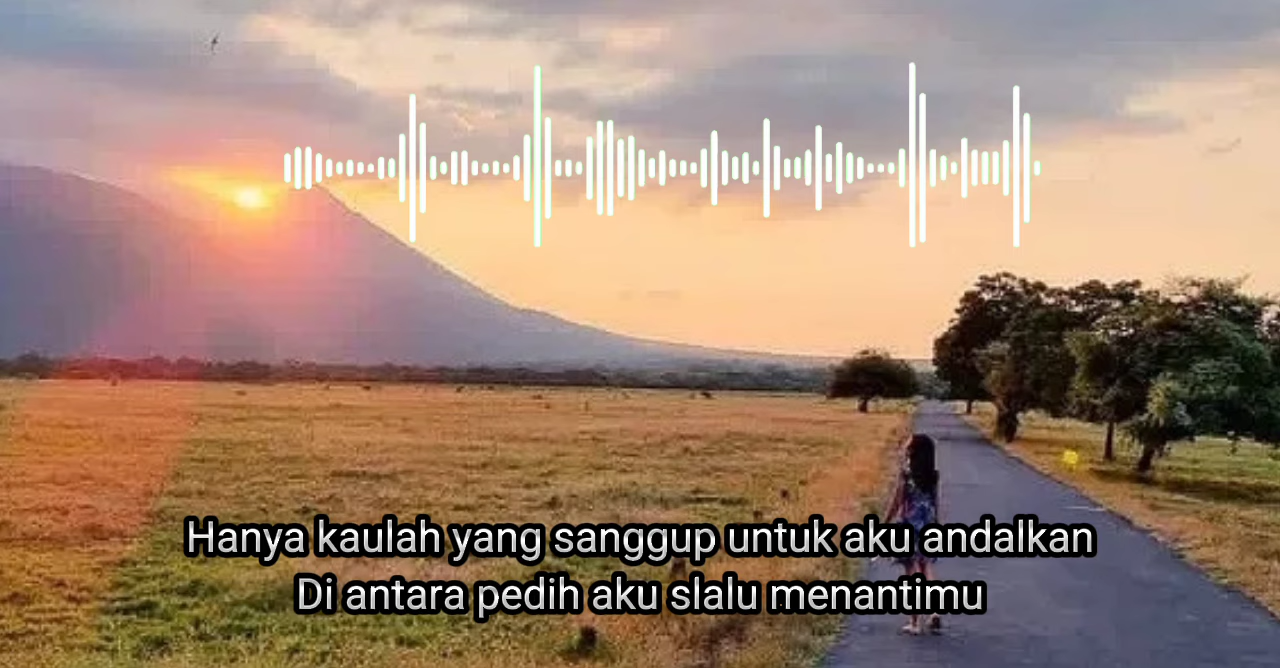 Hanya kaulah yang sanggup untuk aku andalkan
Di antara pedih aku slalu menantimu